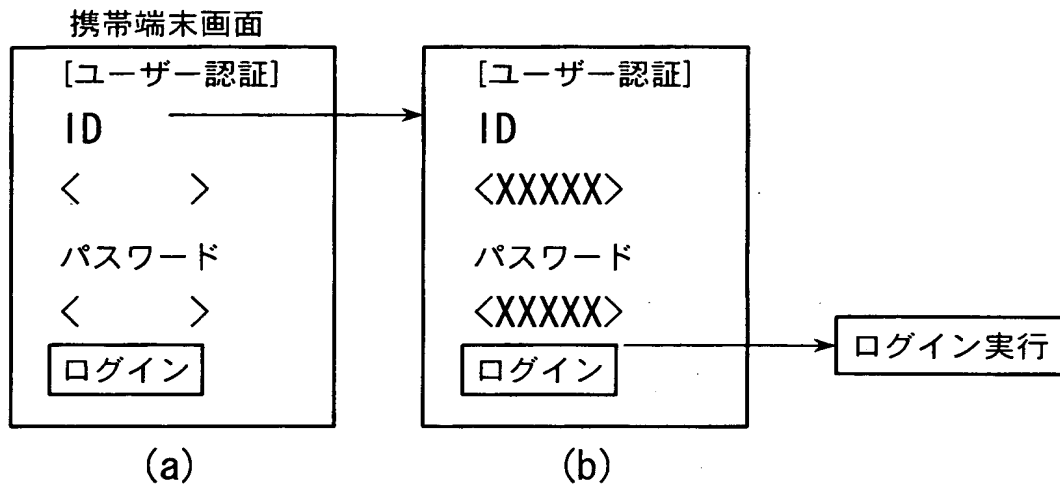 携帯端末画面
[ユーザー認証]
ID
<    >
パスワード
<    >
ログイン
(a)
[ユーザー認証]
ID
<XXXXX>
パスワード
<XXXXX>
ログイン
(b)
ログイン実行